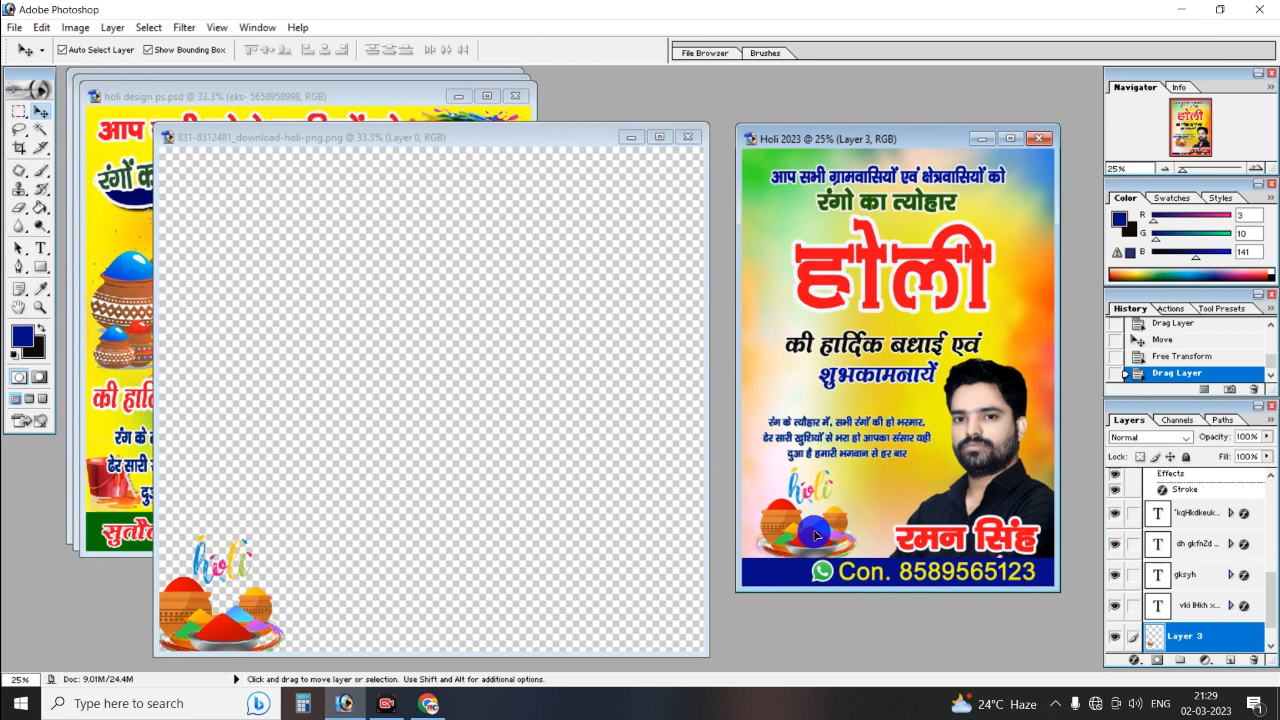 Adobe Photoshop
File Edit Image Layer Select Filter View Window Help
Auto Select Layer Show Bounding Box
File Browser Brushes
holi design ps.psd @ 33.3% (eks- 5658958998, RGB)
831-8312481_download-holi-png.png @ 33.3% (Layer 0, RGB)
holi
Holi 2023 @ 25% (Layer 3, RGB)
आप सभी ग्रामवासियों एवं क्षेत्रवासियों को
रंगो का त्योहार
होली
की हार्दिक बधाई एवं
शुभकामनायें
रंग के त्यौहार में, सभी रंगों की हो भरमार,
ढेर सारी खुशियों से भरा हो आपका संसार यही
दुआ है हमारी भगवान से हर बार
holi
रमन सिंह
Con. 8589565123
Navigator Info
25%
Color Swatches Styles
R 3
G 10
B 141
History Actions Tool Presets
Drag Layer
Move
Free Transform
Drag Layer
Layers Channels Paths
Normal Opacity: 100%
Lock: Fill: 100%
Effects
Stroke
T 'kqHkdkeuk...
T dh gkfnZd ...
T gksyh
T vki lHkh x...
Layer 3
25% Doc: 9.01M/24.4M Click and drag to move layer or selection. Use Shift and Alt for additional options.
Type here to search
24°C Haze ENG
21:29
02-03-2023